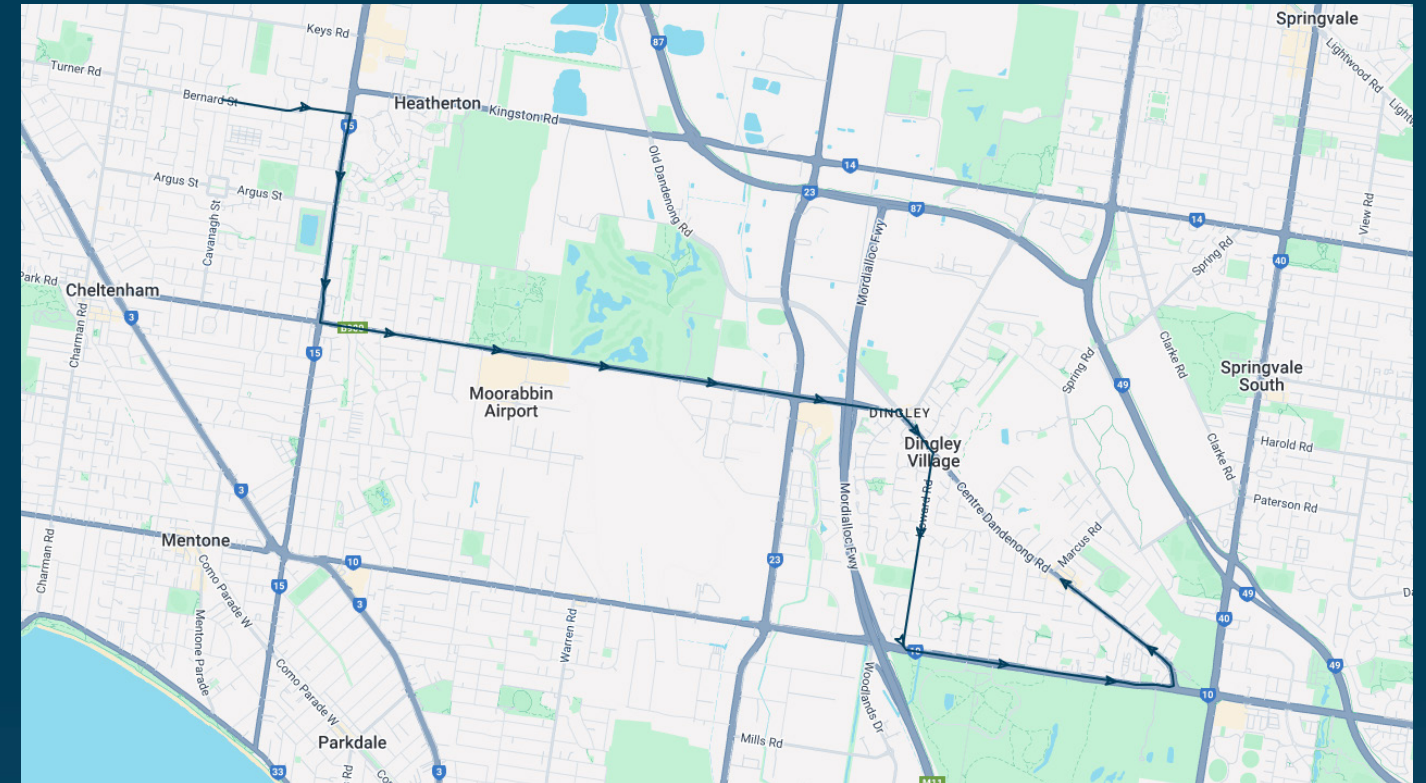 Springvale
Keys Rd
87
Lightwood Rd
Turner Rd
Bernard St
Heatherton
Kingston Rd
15
14
Old Dandenong Rd
Argus St
Argus St
23
87
14
View Rd
Cavanagh St
Mordialloc Fwy
Spring Rd
40
Park Rd
Cheltenham
3
Charman Rd
15
Clarke Rd
Spring Rd
49
Springvale
South
Moorabbin
Airport
DINGLEY
Dingley
Village
Harold Rd
Clarke Rd
3
Centre Dandenong Rd
Mordialloc Fwy
Paterson Rd
Marcus Rd
Mentone
Charman Rd
10
23
15
3
Como Parade W
Mentone Parade
49
40
Warren Rd
10
49
Woodlands Dr
Como Parade W
10
Parkdale
Mills Rd
33
Rd
3
M11